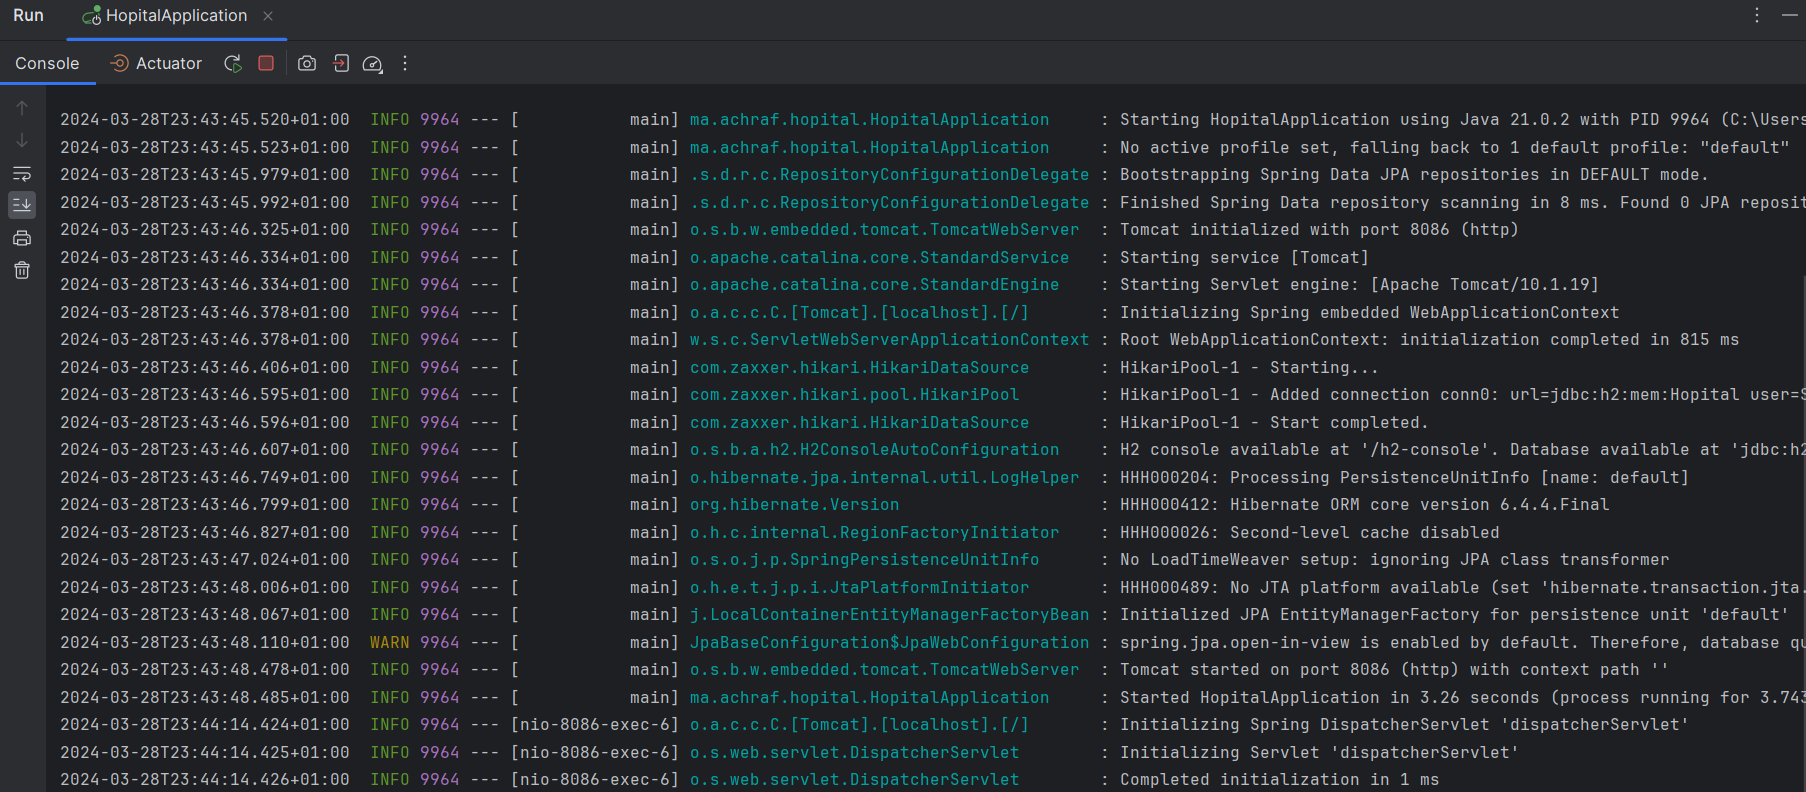 Run HopitalApplication
Console Actuator
2024-03-28T23:43:45.520+01:00  INFO 9964 --- [           main] ma.achraf.hopital.HopitalApplication     : Starting HopitalApplication using Java 21.0.2 with PID 9964 (C:\Users
2024-03-28T23:43:45.523+01:00  INFO 9964 --- [           main] ma.achraf.hopital.HopitalApplication     : No active profile set, falling back to 1 default profile: "default"
2024-03-28T23:43:45.979+01:00  INFO 9964 --- [           main] .s.d.r.c.RepositoryConfigurationDelegate : Bootstrapping Spring Data JPA repositories in DEFAULT mode.
2024-03-28T23:43:45.992+01:00  INFO 9964 --- [           main] .s.d.r.c.RepositoryConfigurationDelegate : Finished Spring Data repository scanning in 8 ms. Found 0 JPA reposit
2024-03-28T23:43:46.325+01:00  INFO 9964 --- [           main] o.s.b.w.embedded.tomcat.TomcatWebServer  : Tomcat initialized with port 8086 (http)
2024-03-28T23:43:46.334+01:00  INFO 9964 --- [           main] o.apache.catalina.core.StandardService   : Starting service [Tomcat]
2024-03-28T23:43:46.334+01:00  INFO 9964 --- [           main] o.apache.catalina.core.StandardEngine    : Starting Servlet engine: [Apache Tomcat/10.1.19]
2024-03-28T23:43:46.378+01:00  INFO 9964 --- [           main] o.a.c.c.C.[Tomcat].[localhost].[/]       : Initializing Spring embedded WebApplicationContext
2024-03-28T23:43:46.378+01:00  INFO 9964 --- [           main] w.s.c.ServletWebServerApplicationContext : Root WebApplicationContext: initialization completed in 815 ms
2024-03-28T23:43:46.406+01:00  INFO 9964 --- [           main] com.zaxxer.hikari.HikariDataSource       : HikariPool-1 - Starting...
2024-03-28T23:43:46.595+01:00  INFO 9964 --- [           main] com.zaxxer.hikari.pool.HikariPool        : HikariPool-1 - Added connection conn0: url=jdbc:h2:mem:Hopital user=S
2024-03-28T23:43:46.596+01:00  INFO 9964 --- [           main] com.zaxxer.hikari.HikariDataSource       : HikariPool-1 - Start completed.
2024-03-28T23:43:46.607+01:00  INFO 9964 --- [           main] o.s.b.a.h2.H2ConsoleAutoConfiguration    : H2 console available at '/h2-console'. Database available at 'jdbc:h2
2024-03-28T23:43:46.749+01:00  INFO 9964 --- [           main] o.hibernate.jpa.internal.util.LogHelper  : HHH000204: Processing PersistenceUnitInfo [name: default]
2024-03-28T23:43:46.799+01:00  INFO 9964 --- [           main] org.hibernate.Version                    : HHH000412: Hibernate ORM core version 6.4.4.Final
2024-03-28T23:43:46.827+01:00  INFO 9964 --- [           main] o.h.c.internal.RegionFactoryInitiator    : HHH000026: Second-level cache disabled
2024-03-28T23:43:47.024+01:00  INFO 9964 --- [           main] o.s.o.j.p.SpringPersistenceUnitInfo      : No LoadTimeWeaver setup: ignoring JPA class transformer
2024-03-28T23:43:48.006+01:00  INFO 9964 --- [           main] o.h.e.t.j.p.i.JtaPlatformInitiator       : HHH000489: No JTA platform available (set 'hibernate.transaction.jta.
2024-03-28T23:43:48.067+01:00  INFO 9964 --- [           main] j.LocalContainerEntityManagerFactoryBean : Initialized JPA EntityManagerFactory for persistence unit 'default'
2024-03-28T23:43:48.110+01:00  WARN 9964 --- [           main] JpaBaseConfiguration$JpaWebConfiguration : spring.jpa.open-in-view is enabled by default. Therefore, database qu
2024-03-28T23:43:48.478+01:00  INFO 9964 --- [           main] o.s.b.w.embedded.tomcat.TomcatWebServer  : Tomcat started on port 8086 (http) with context path ''
2024-03-28T23:43:48.485+01:00  INFO 9964 --- [           main] ma.achraf.hopital.HopitalApplication     : Started HopitalApplication in 3.26 seconds (process running for 3.743
2024-03-28T23:44:14.424+01:00  INFO 9964 --- [nio-8086-exec-6] o.a.c.c.C.[Tomcat].[localhost].[/]       : Initializing Spring DispatcherServlet 'dispatcherServlet'
2024-03-28T23:44:14.425+01:00  INFO 9964 --- [nio-8086-exec-6] o.s.web.servlet.DispatcherServlet        : Initializing Servlet 'dispatcherServlet'
2024-03-28T23:44:14.426+01:00  INFO 9964 --- [nio-8086-exec-6] o.s.web.servlet.DispatcherServlet        : Completed initialization in 1 ms